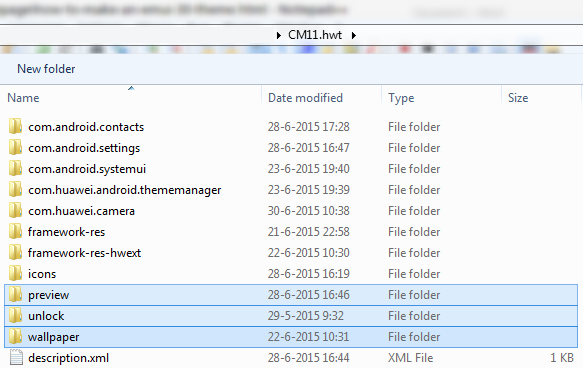 page\how-to-make-an-emui-30-theme.html - Notepad++
CM11.hwt
New folder
Name Date modified Type Size
com.android.contacts 28-6-2015 17:28 File folder
com.android.settings 28-6-2015 16:47 File folder
com.android.systemui 23-6-2015 19:40 File folder
com.huawei.android.thememanager 23-6-2015 19:39 File folder
com.huawei.camera 30-6-2015 10:38 File folder
framework-res 21-6-2015 22:58 File folder
framework-res-hwext 22-6-2015 10:30 File folder
icons 28-6-2015 16:19 File folder
preview 28-6-2015 16:46 File folder
unlock 29-5-2015 9:32 File folder
wallpaper 22-6-2015 10:31 File folder
description.xml 28-6-2015 16:44 XML File 1 KB